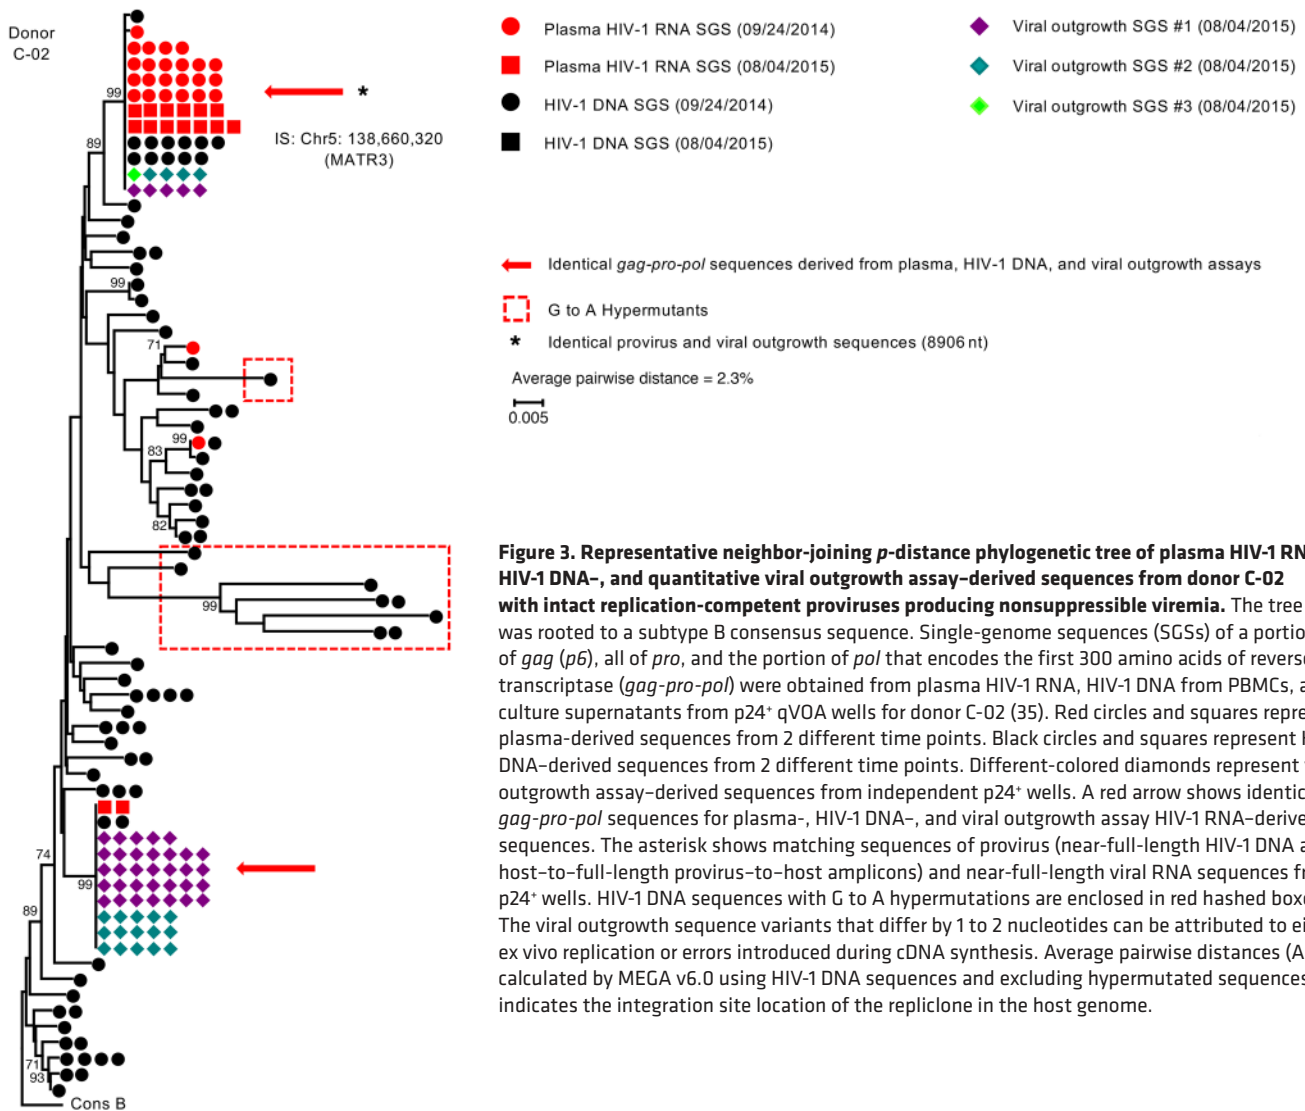 Donor
C-02
Plasma HIV-1 RNA SGS (09/24/2014)
Plasma HIV-1 RNA SGS (08/04/2015)
HIV-1 DNA SGS (09/24/2014)
HIV-1 DNA SGS (08/04/2015)
Viral outgrowth SGS #1 (08/04/2015)
Viral outgrowth SGS #2 (08/04/2015)
Viral outgrowth SGS #3 (08/04/2015)
99
*
IS: Chr5: 138,660,320
(MATR3)
89
Identical gag-pro-pol sequences derived from plasma, HIV-1 DNA, and viral outgrowth assays
G to A Hypermutants
* Identical provirus and viral outgrowth sequences (8906 nt)
Average pairwise distance = 2.3%
0.005
99
71
99
83
82
99
74
99
89
71
93
Cons B
Figure 3. Representative neighbor-joining p-distance phylogenetic tree of plasma HIV-1 RN
HIV-1 DNA–, and quantitative viral outgrowth assay–derived sequences from donor C-02
with intact replication-competent proviruses producing nonsuppressible viremia. The tree
was rooted to a subtype B consensus sequence. Single-genome sequences (SGSs) of a portio
of gag (p6), all of pro, and the portion of pol that encodes the first 300 amino acids of revers
transcriptase (gag-pro-pol) were obtained from plasma HIV-1 RNA, HIV-1 DNA from PBMCs, a
culture supernatants from p24⁺ qVOA wells for donor C-02 (35). Red circles and squares repre
plasma-derived sequences from 2 different time points. Black circles and squares represent H
DNA–derived sequences from 2 different time points. Different-colored diamonds represent
outgrowth assay–derived sequences from independent p24⁺ wells. A red arrow shows identic
gag-pro-pol sequences for plasma-, HIV-1 DNA–, and viral outgrowth assay HIV-1 RNA–derive
sequences. The asterisk shows matching sequences of provirus (near-full-length HIV-1 DNA a
host–to–full-length provirus–to–host amplicons) and near-full-length viral RNA sequences fr
p24⁺ wells. HIV-1 DNA sequences with G to A hypermutations are enclosed in red hashed boxe
The viral outgrowth sequence variants that differ by 1 to 2 nucleotides can be attributed to ei
ex vivo replication or errors introduced during cDNA synthesis. Average pairwise distances (A
calculated by MEGA v6.0 using HIV-1 DNA sequences and excluding hypermutated sequences
indicates the integration site location of the repliclone in the host genome.